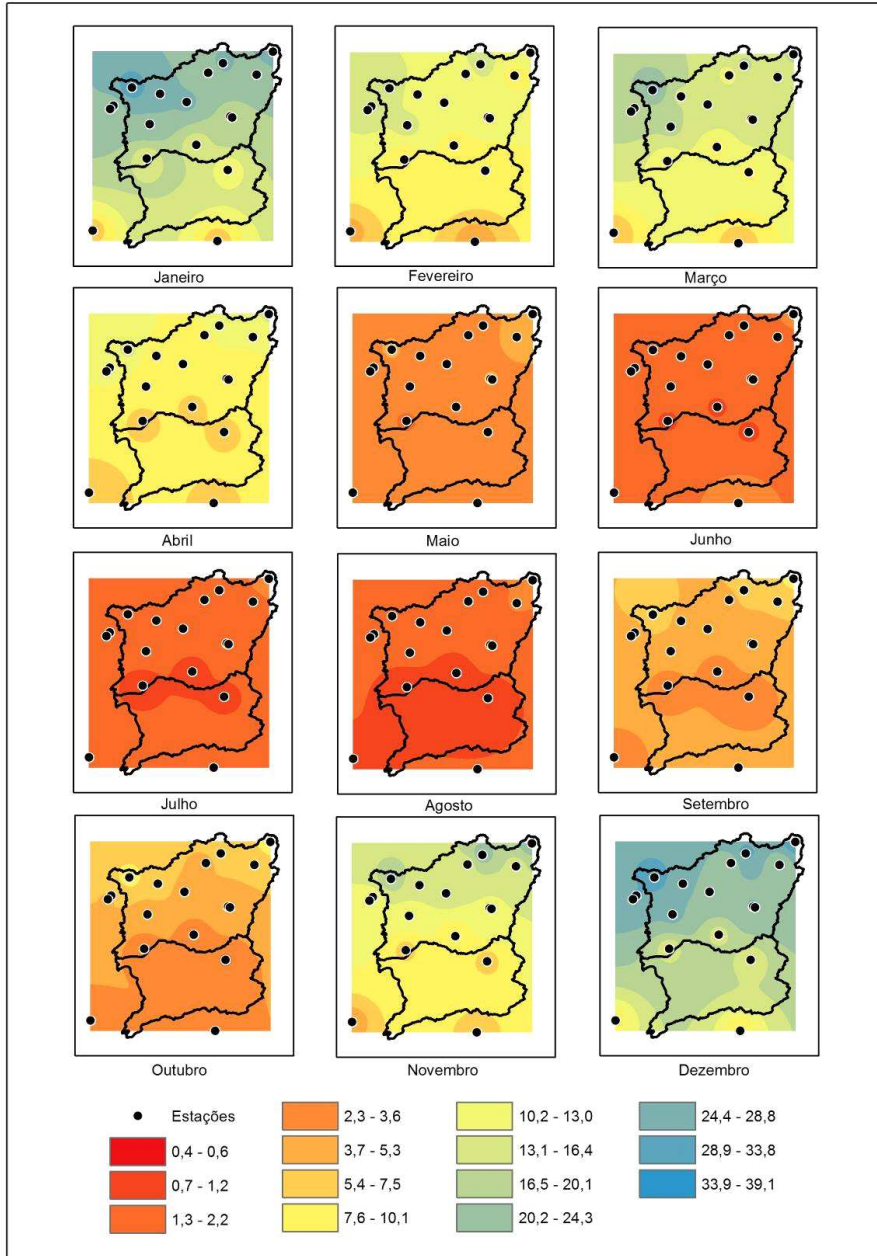 Janeiro
Fevereiro
Março
Abril
Maio
Junho
Julho
Agosto
Setembro
Outubro
Novembro
Dezembro
Estações
0,4 - 0,6
0,7 - 1,2
1,3 - 2,2
2,3 - 3,6
3,7 - 5,3
5,4 - 7,5
7,6 - 10,1
10,2 - 13,0
13,1 - 16,4
16,5 - 20,1
20,2 - 24,3
24,4 - 28,8
28,9 - 33,8
33,9 - 39,1